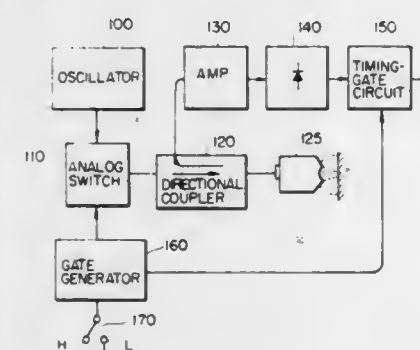 100
130
140
150
OSCILLATOR
AMP
TIMING-
GATE
CIRCUIT
110
120
125
ANALOG
SWITCH
DIRECTIONAL
COUPLER
160
GATE
GENERATOR
170
H
L